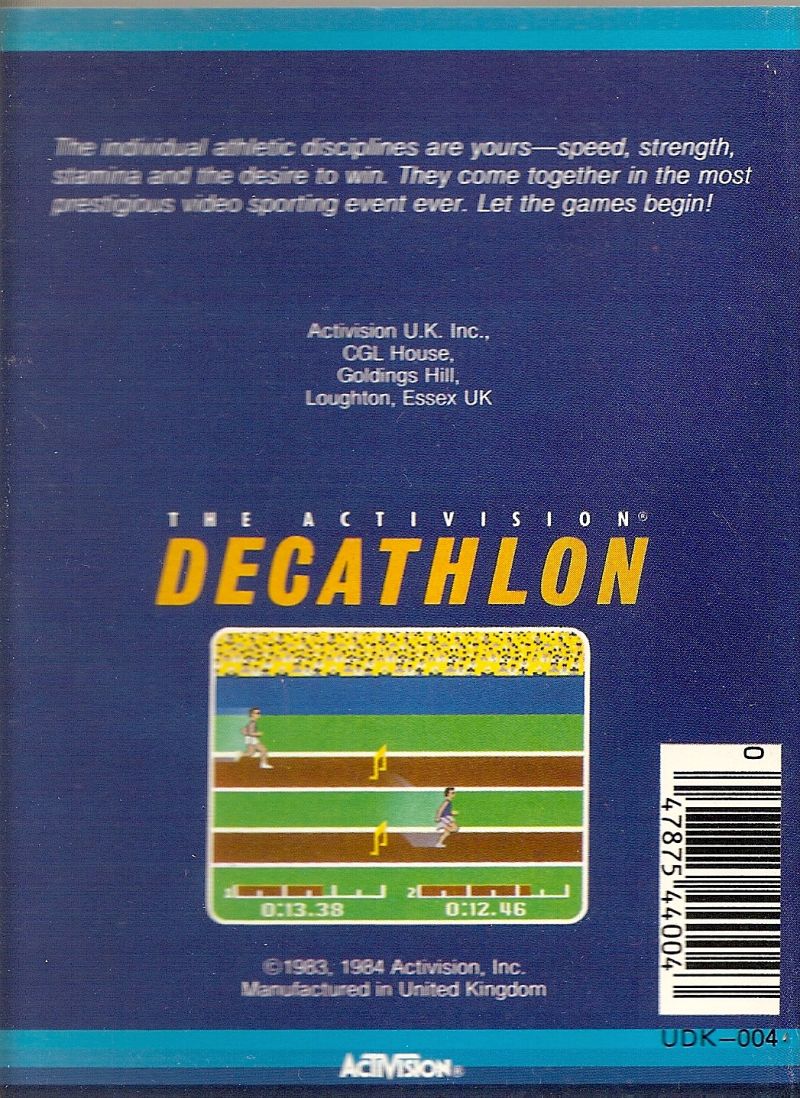 The individual athletic disciplines are yours—speed, strength,
stamina and the desire to win. They come together in the most
prestigious video sporting event ever. Let the games begin!
Activision U.K. Inc.,
CGL House,
Goldings Hill,
Loughton, Essex UK
THE ACTIVISION®
DECATHLON
1
0:13.38
2
0:12.46
0
47875 44004
©1983, 1984 Activision, Inc.
Manufactured in United Kingdom
UDK–004
ACTIVISION®